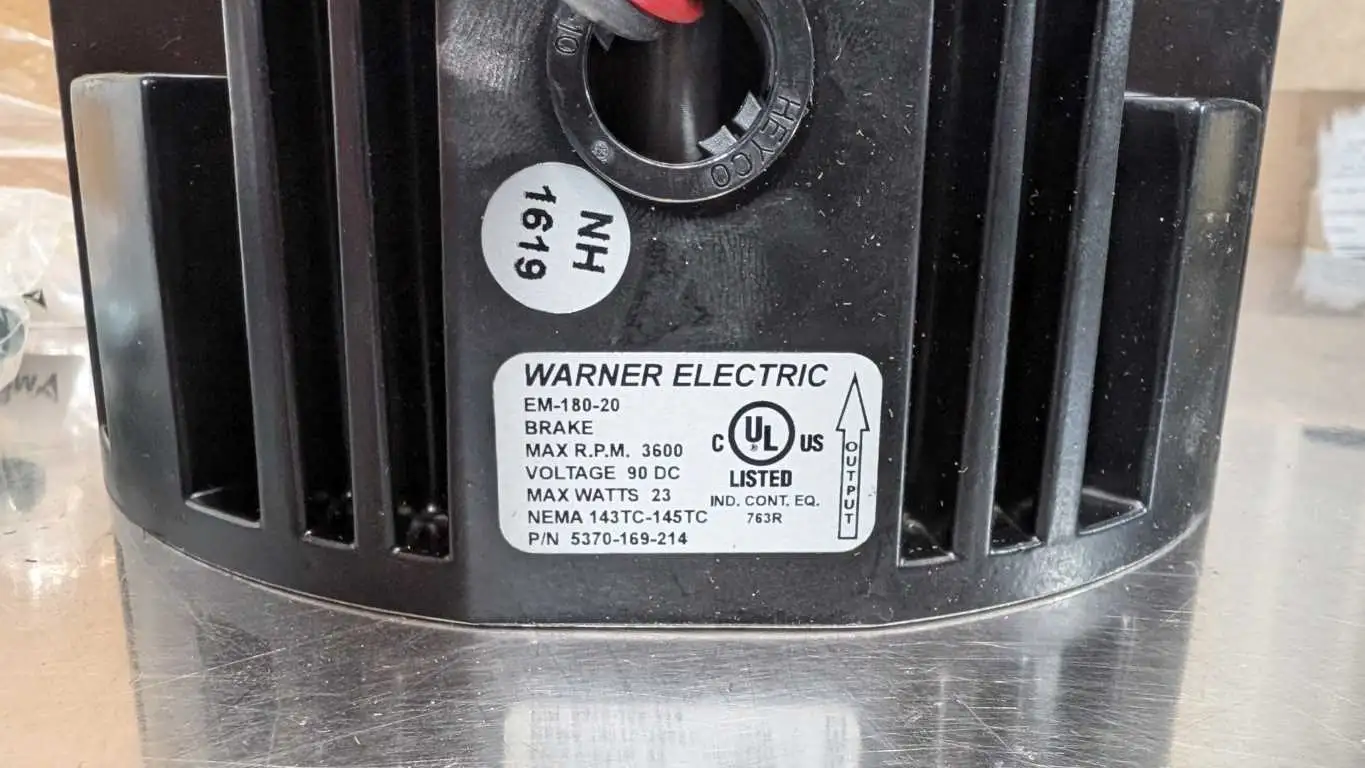 10
HEYCO
NH
1619
WARNER ELECTRIC
EM-180-20
BRAKE
MAX R.P.M. 3600
VOLTAGE 90 DC
MAX WATTS 23
NEMA 143TC-145TC
P/N 5370-169-214
C UL US
®
LISTED
IND. CONT. EQ.
763R
OUTPUT